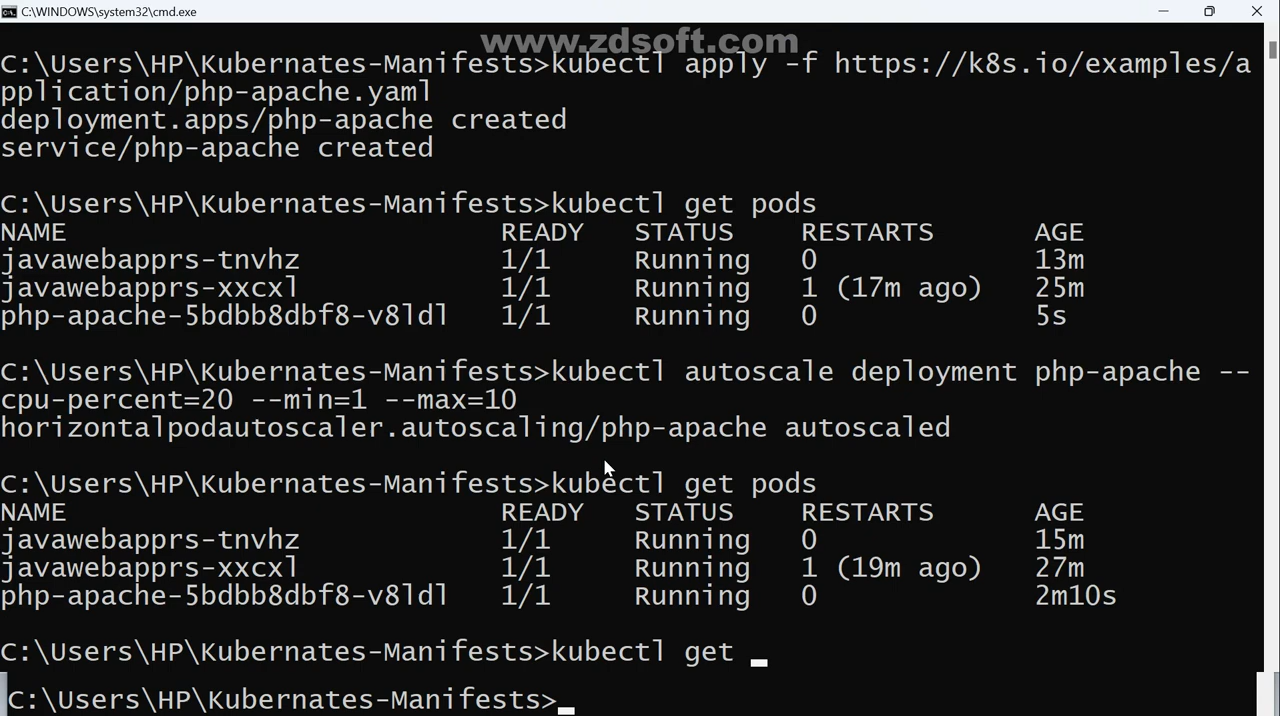 C:\WINDOWS\system32\cmd.exe
www.zdsoft.com
C:\Users\HP\Kubernates-Manifests>kubectl apply -f https://k8s.io/examples/a
pplication/php-apache.yaml
deployment.apps/php-apache created
service/php-apache created
C:\Users\HP\Kubernates-Manifests>kubectl get pods
NAME READY STATUS RESTARTS AGE
javawebapprs-tnvhz 1/1 Running 0 13m
javawebapprs-xxcxl 1/1 Running 1 (17m ago) 25m
php-apache-5bdbb8dbf8-v8ldl 1/1 Running 0 5s
C:\Users\HP\Kubernates-Manifests>kubectl autoscale deployment php-apache --
cpu-percent=20 --min=1 --max=10
horizontalpodautoscaler.autoscaling/php-apache autoscaled
C:\Users\HP\Kubernates-Manifests>kubectl get pods
NAME READY STATUS RESTARTS AGE
javawebapprs-tnvhz 1/1 Running 0 15m
javawebapprs-xxcxl 1/1 Running 1 (19m ago) 27m
php-apache-5bdbb8dbf8-v8ldl 1/1 Running 0 2m10s
C:\Users\HP\Kubernates-Manifests>kubectl get _
C:\Users\HP\Kubernates-Manifests>_